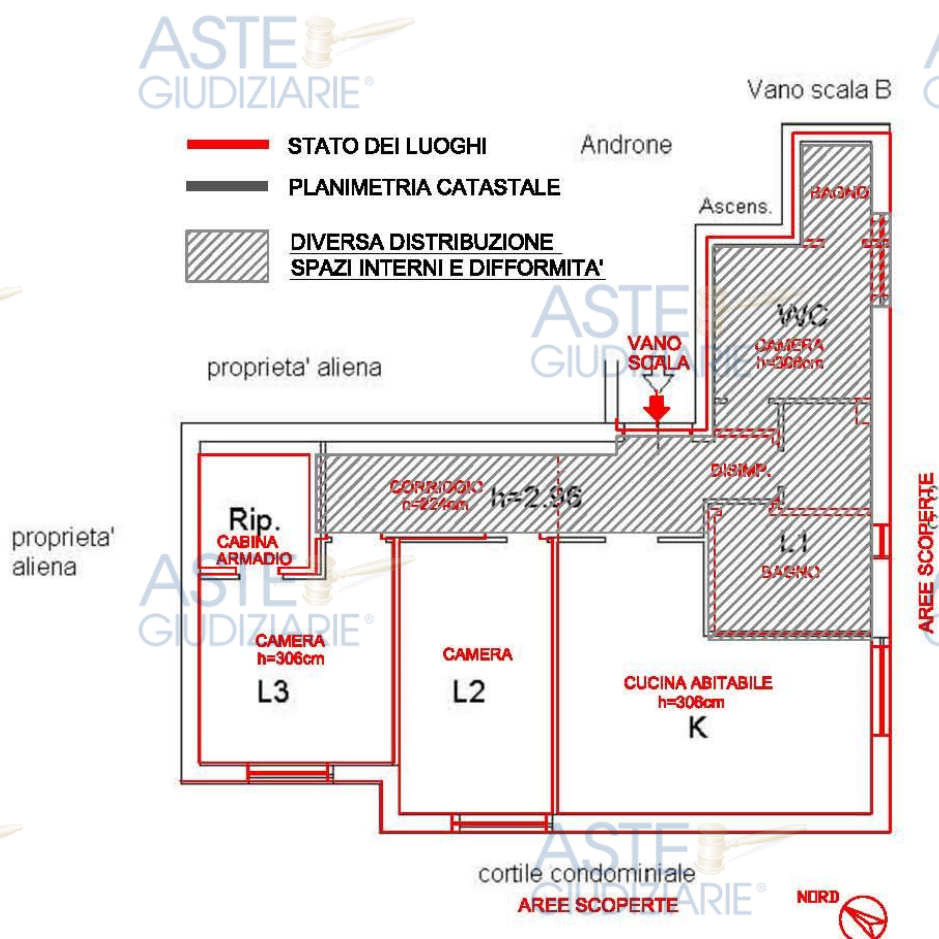 ASTE
GIUDIZIARIE®
Vano scala B
STATO DEI LUOGHI
Androne
PLANIMETRIA CATASTALE
BAGNO
Ascens.
DIVERSA DISTRIBUZIONE
SPAZI INTERNI E DIFFORMITA'
ASTE
GIUDIZIARIE
WC
VANO
SCALA
CAMERA
h=306cm
proprieta' aliena
DISIMP.
CORRIDOIO
h=224cm
h=2.96
AREE SCOPERTE
Rip.
CABINA
ARMADIO
proprieta'
aliena
L1
BAGNO
ASTE
GIUDIZIARIE®
CAMERA
h=306cm
L3
CAMERA
L2
CUCINA ABITABILE
h=306cm
K
cortile condominiale
AREE SCOPERTE
ASTE
GIUDIZIARIE®
NORD